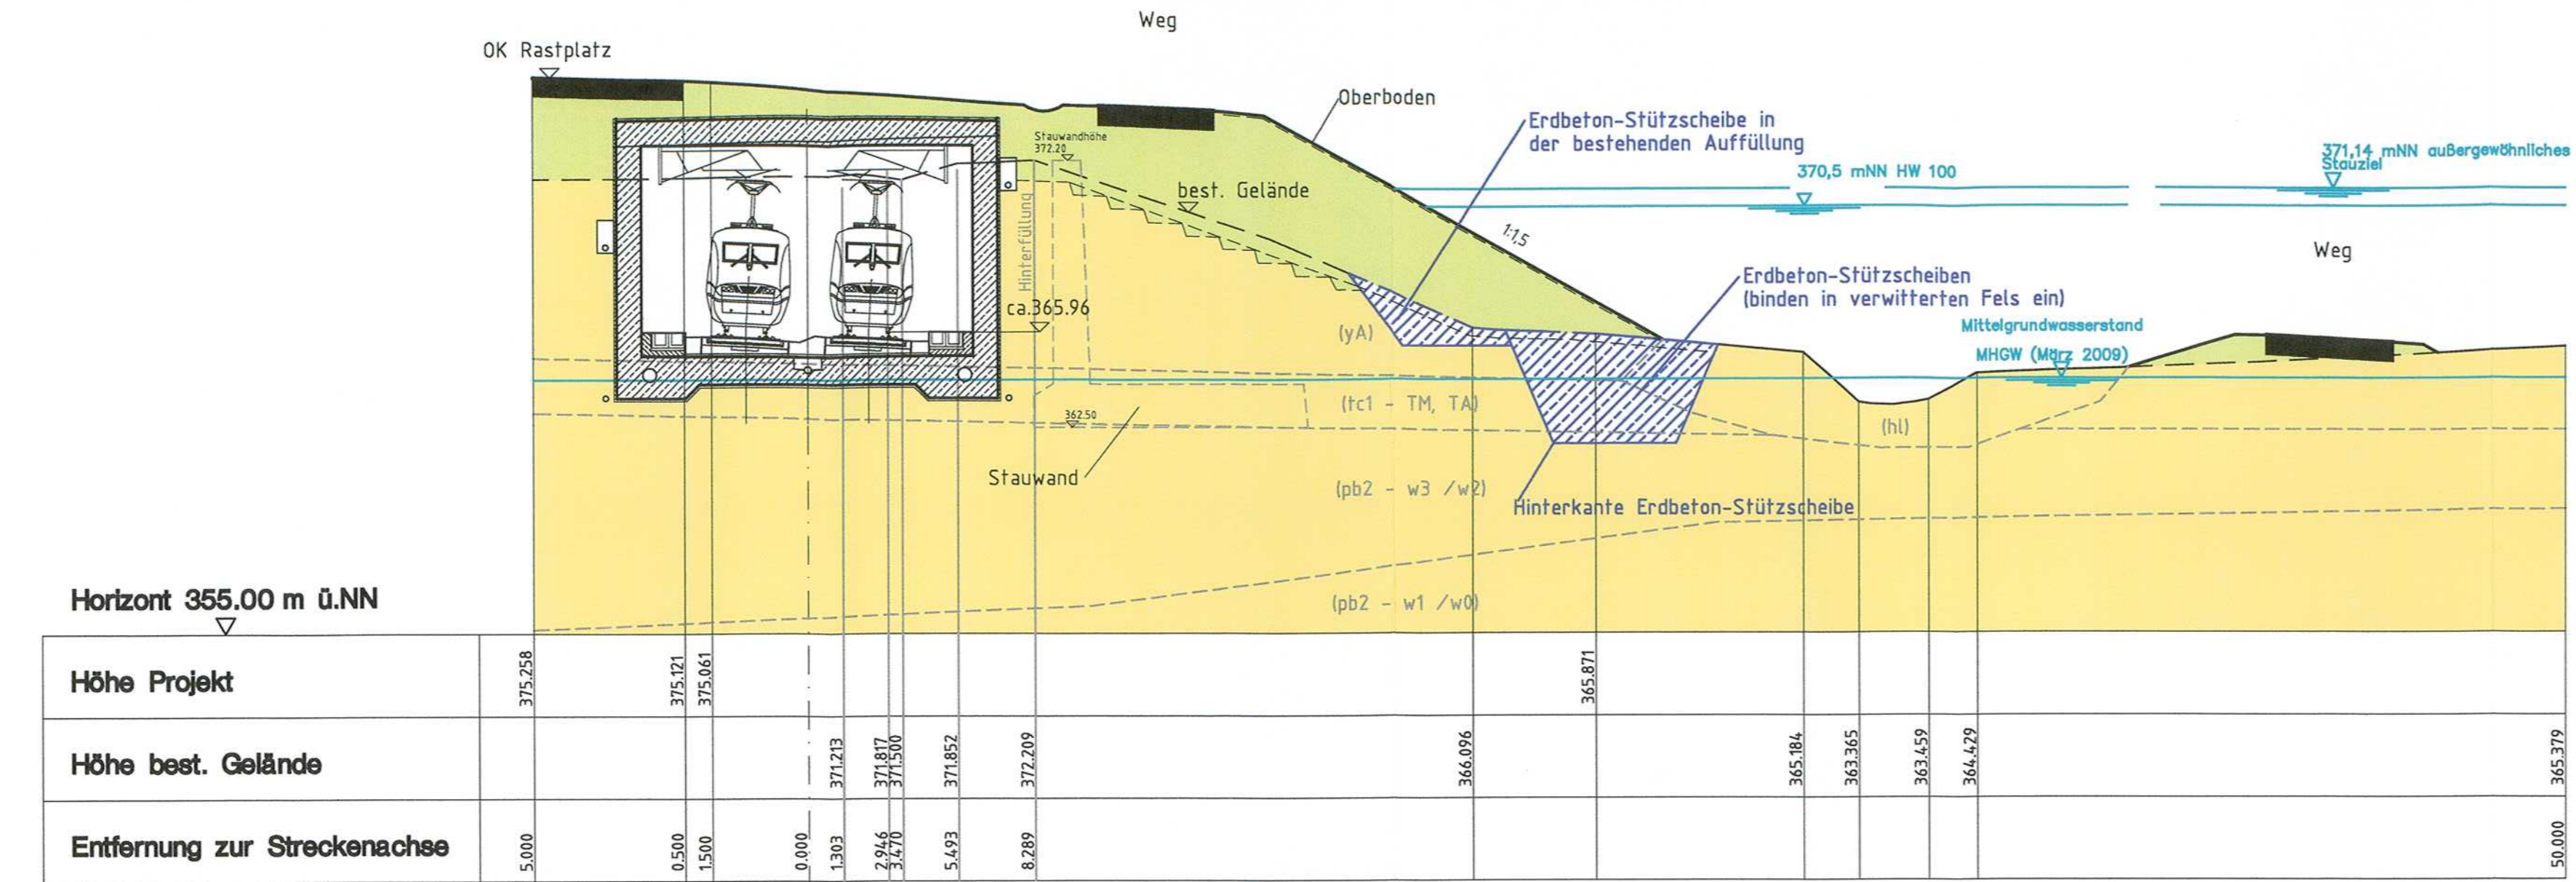 Weg
OK Rastplatz
Oberboden
Erdbeton-Stützscheibe in
der bestehenden Auffüllung
Stauwandhöhe
372.20
371,14 mNN außergewöhnliches
Stauziel
370,5 mNN HW 100
best. Gelände
Hinterfüllung
1:1,5
Weg
Erdbeton-Stützscheiben
(binden in verwitterten Fels ein)
ca.365.96
Mittelgrundwasserstand
MHGW (März 2009)
(yA)
(tc1 - TM, TA)
362.50
(hl)
Stauwand
(pb2 - w3 /w2)
Hinterkante Erdbeton-Stützscheibe
(pb2 - w1 /w0)
Horizont 355.00 m ü.NN
Höhe Projekt
375.258
375.121
375.061
365.871
Höhe best. Gelände
371.213
371.817
371.500
371.852
372.209
366.096
365.184
363.365
363.459
364.429
365.379
Entfernung zur Streckenachse
5.000
0.500
1.500
0.000
1.303
2.946
3.470
5.493
8.289
50.000